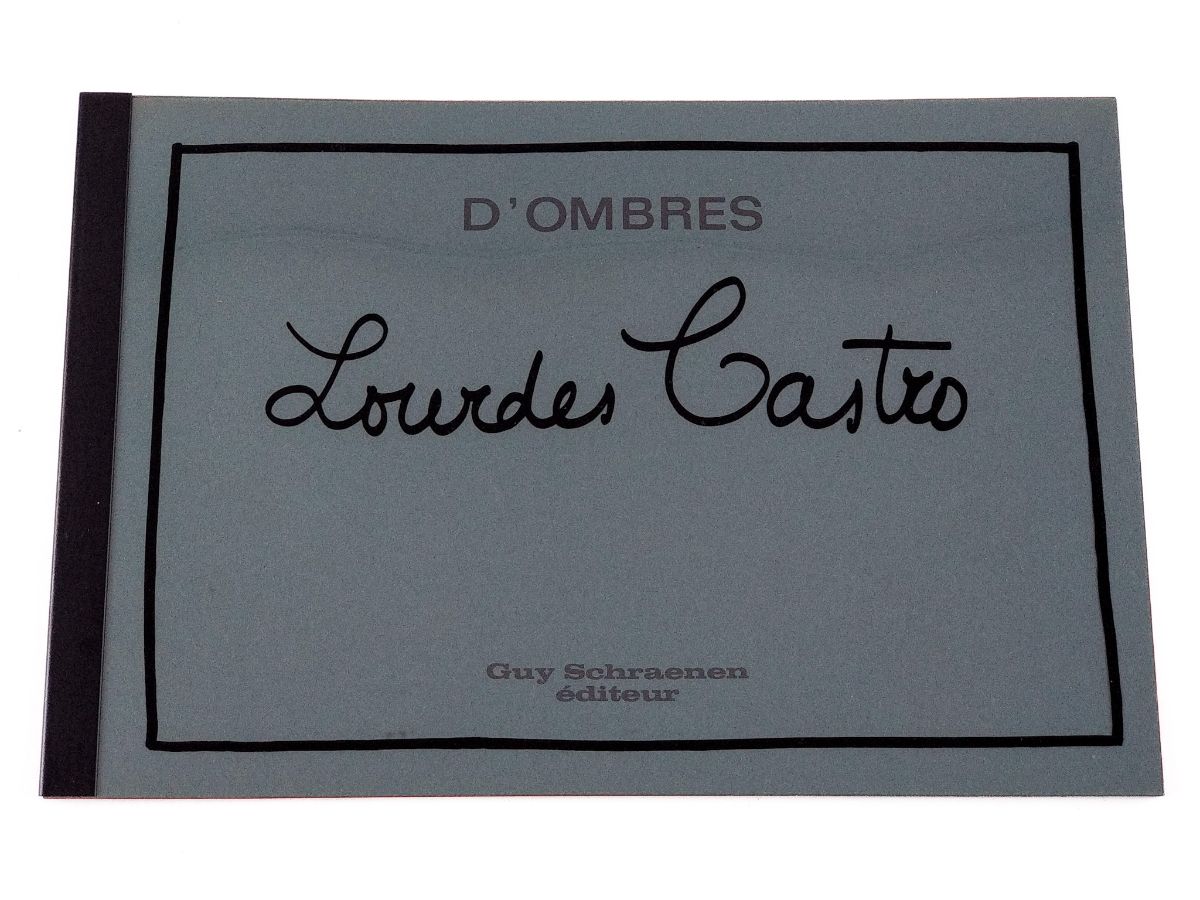 D'OMBRES
Lourdes Castro
Guy Schraenen
éditeur